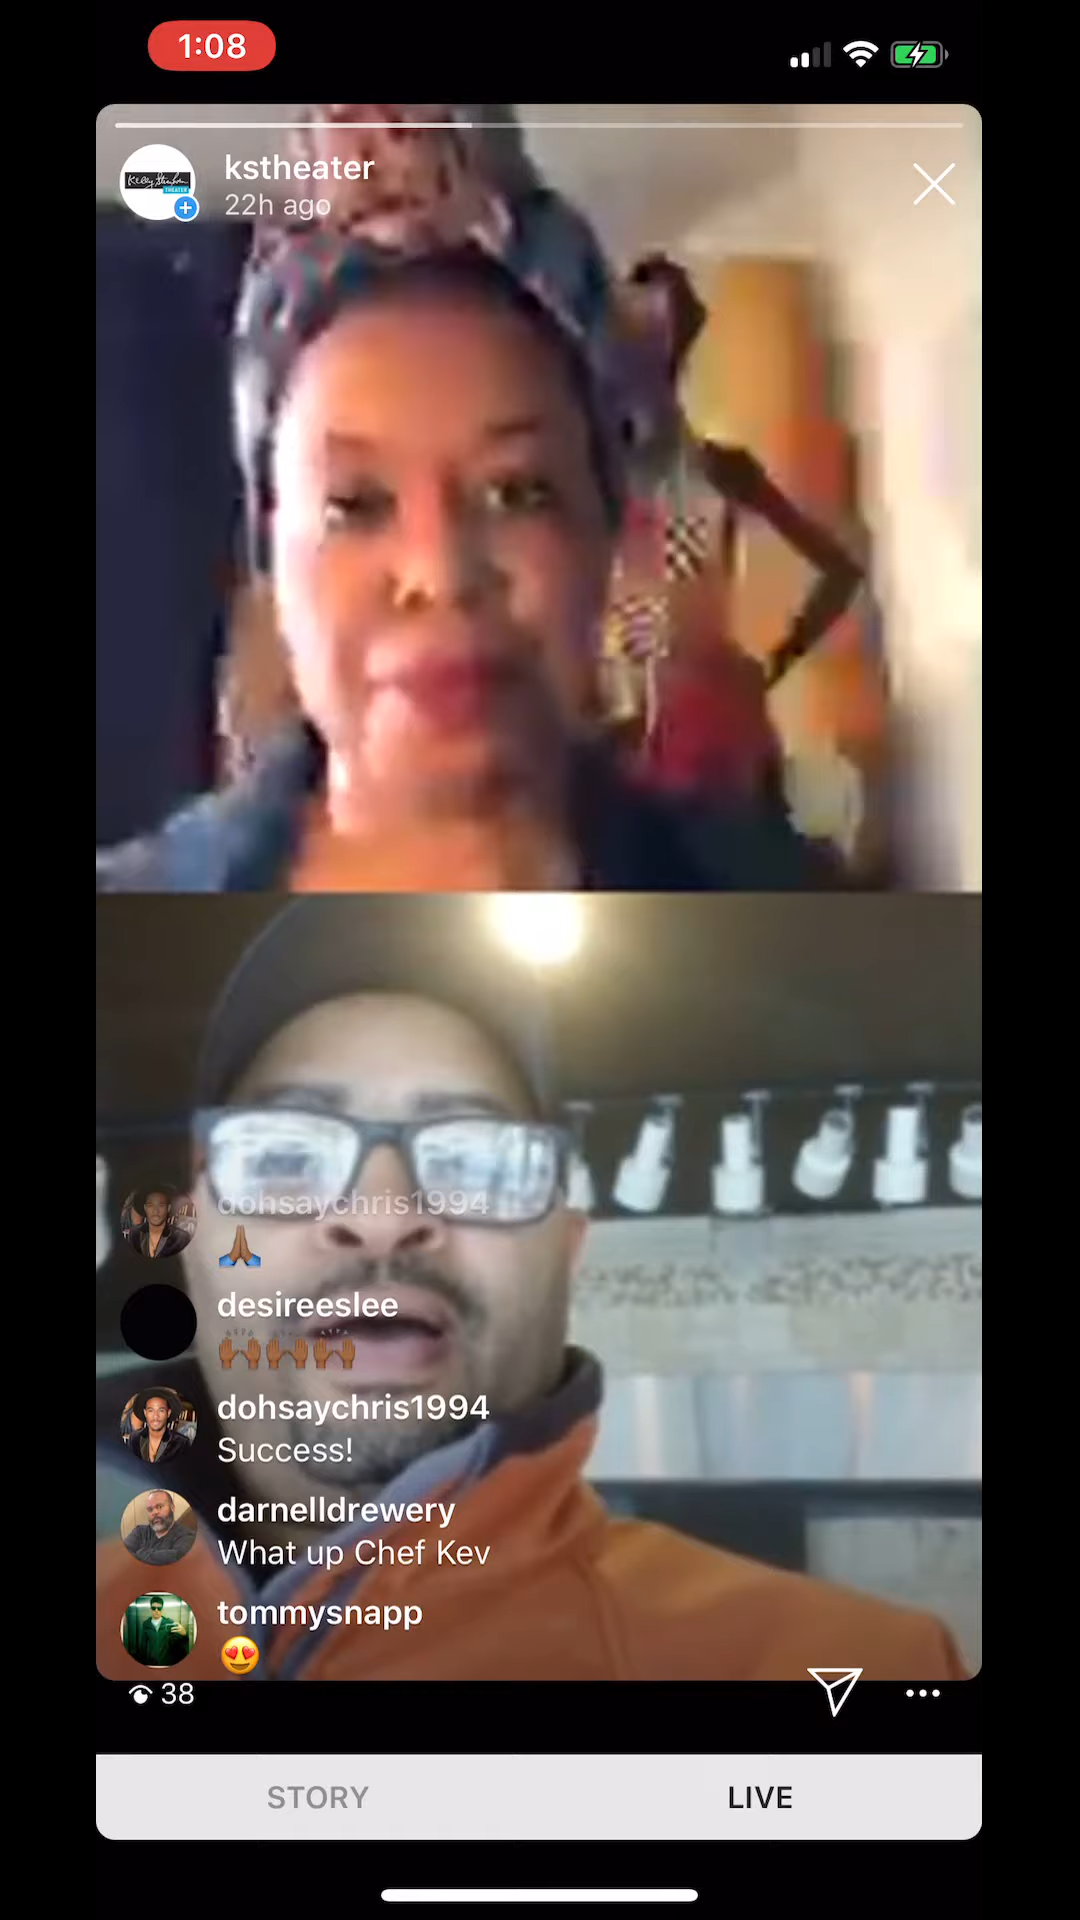 1:08
kstheater
22h ago
dohsaychris1994
🙏🏾
desireeslee
🙌🏾🙌🏾🙌🏾
dohsaychris1994
Success!
darnelldrewery
What up Chef Kev
tommysnapp
😍
38
STORY
LIVE